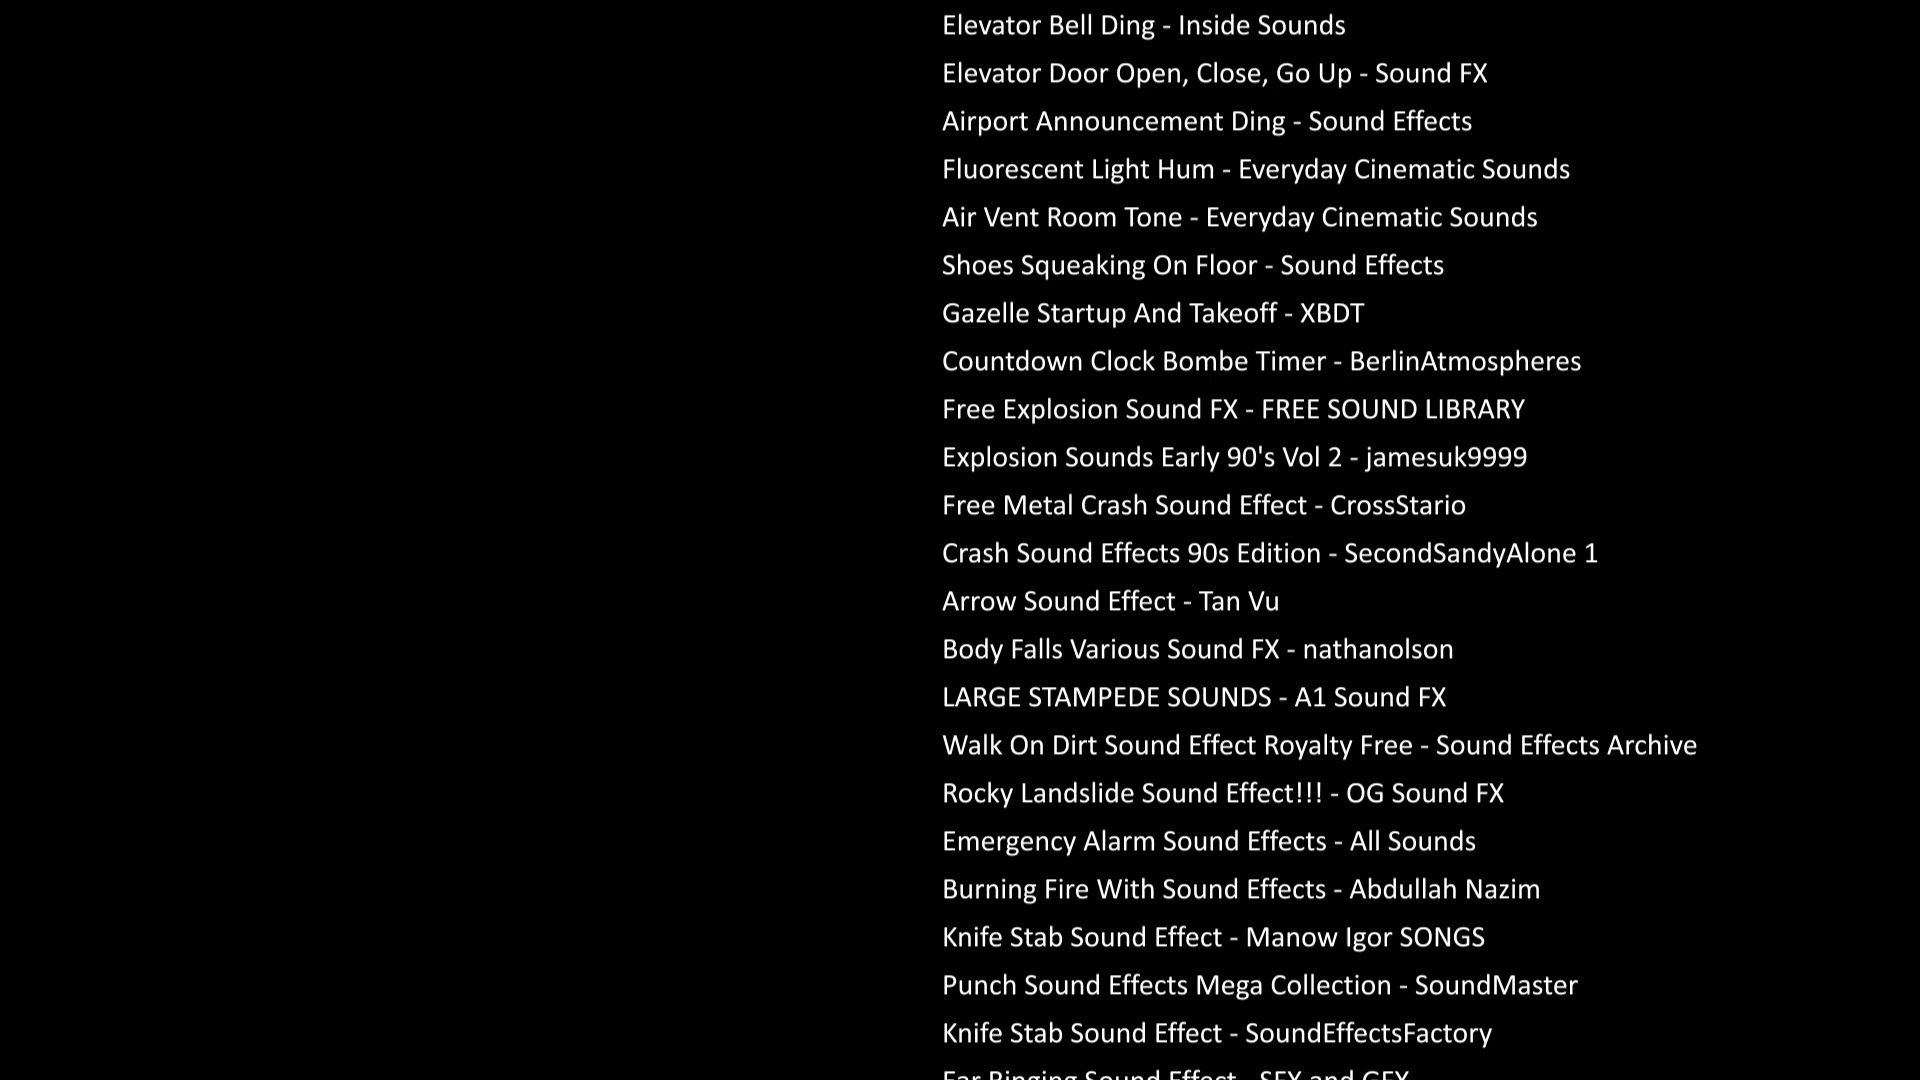 Elevator Bell Ding - Inside Sounds
Elevator Door Open, Close, Go Up - Sound FX
Airport Announcement Ding - Sound Effects
Fluorescent Light Hum - Everyday Cinematic Sounds
Air Vent Room Tone - Everyday Cinematic Sounds
Shoes Squeaking On Floor - Sound Effects
Gazelle Startup And Takeoff - XBDT
Countdown Clock Bombe Timer - BerlinAtmospheres
Free Explosion Sound FX - FREE SOUND LIBRARY
Explosion Sounds Early 90's Vol 2 - jamesuk9999
Free Metal Crash Sound Effect - CrossStario
Crash Sound Effects 90s Edition - SecondSandyAlone 1
Arrow Sound Effect - Tan Vu
Body Falls Various Sound FX - nathanolson
LARGE STAMPEDE SOUNDS - A1 Sound FX
Walk On Dirt Sound Effect Royalty Free - Sound Effects Archive
Rocky Landslide Sound Effect!!! - OG Sound FX
Emergency Alarm Sound Effects - All Sounds
Burning Fire With Sound Effects - Abdullah Nazim
Knife Stab Sound Effect - Manow Igor SONGS
Punch Sound Effects Mega Collection - SoundMaster
Knife Stab Sound Effect - SoundEffectsFactory
Ear Ringing Sound Effect - SFX and GFX